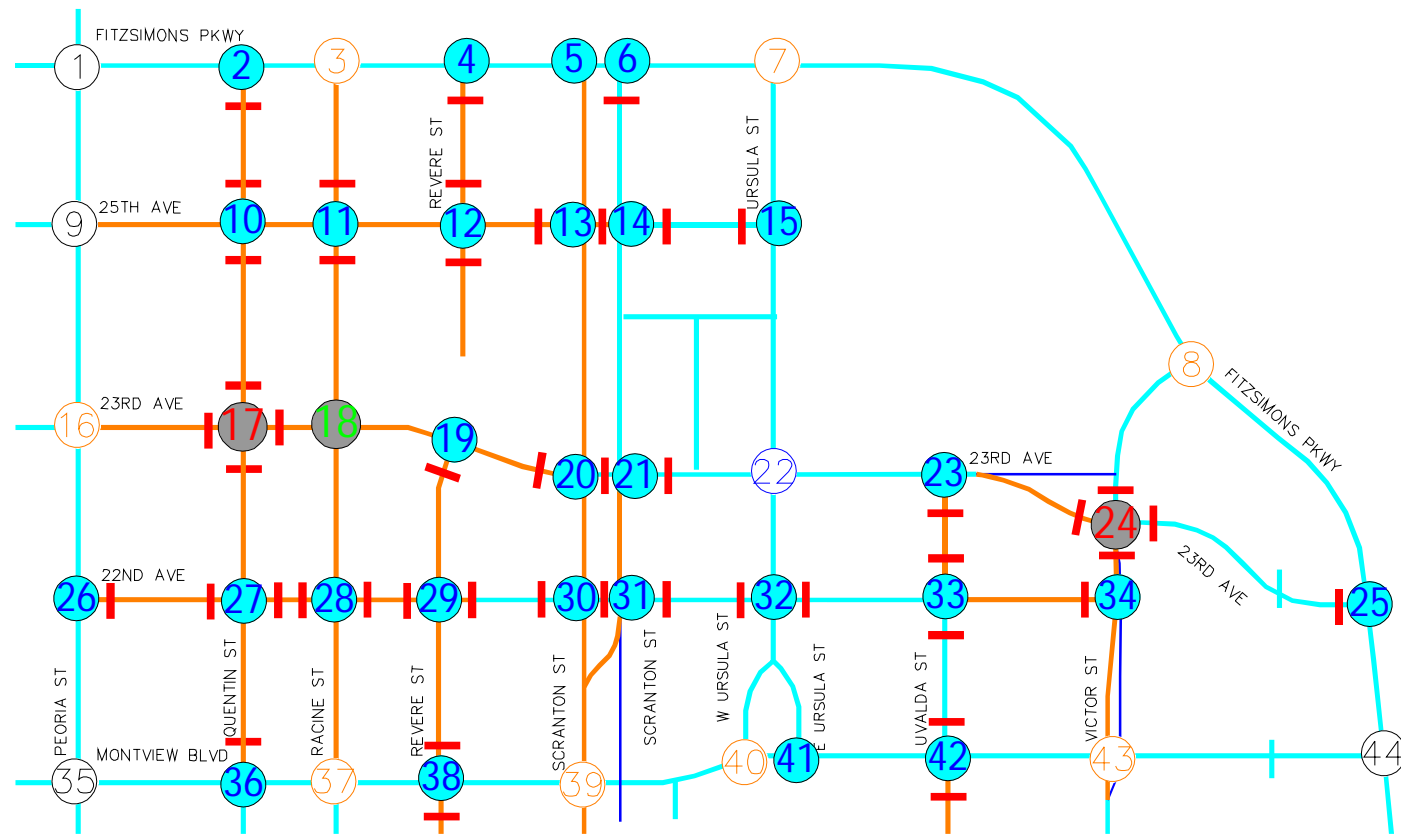 FITZSIMONS PKWY
1
2
3
4
5
6
7
REVERE ST
URSULA ST
25TH AVE
9
10
11
12
13
14
15
8
FITZSIMONS PKWY
23RD AVE
16
17
18
19
20
21
22
23
23RD AVE
24
23RD AVE
22ND AVE
26
27
28
29
30
31
32
33
34
25
PEORIA ST
QUENTIN ST
RACINE ST
REVERE ST
SCRANTON ST
SCRANTON ST
W URSULA ST
E URSULA ST
UVALDA ST
VICTOR ST
MONTVIEW BLVD
35
36
37
38
39
40
41
42
43
44